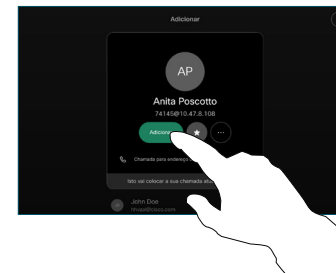 Adicionar
AP
Anita Poscotto
74145@10.47.8.108
Adicionar
Chamada para endereço
Isto vai colocar a sua chamada
John Doe